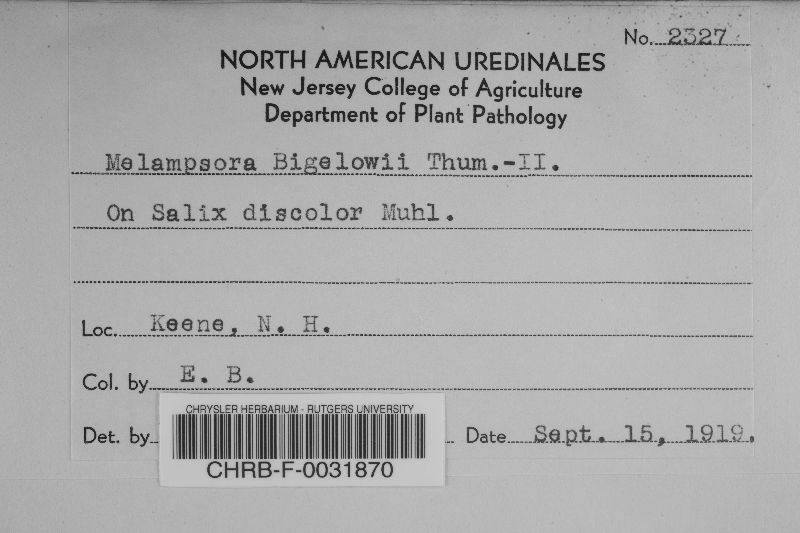 No. 2327
NORTH AMERICAN UREDINALES
New Jersey College of Agriculture
Department of Plant Pathology
Melampsora Bigelowii Thum.-II.
On Salix discolor Muhl.
Loc. Keene, N. H.
Col. by E. B.
Det. by Date Sept. 15, 1919.
CHRYSLER HERBARIUM - RUTGERS UNIVERSITY
CHRB-F-0031870